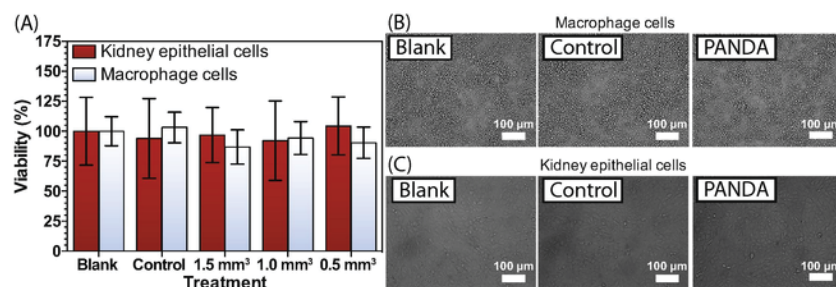 (A)
175
150
125
100
75
50
25
0
Viability (%)
Kidney epithelial cells
Macrophage cells
Blank Control 1.5 mm³ 1.0 mm³ 0.5 mm³
Treatment
(B)
Macrophage cells
Blank Control PANDA
100 µm 100 µm 100 µm
(C)
Kidney epithelial cells
Blank Control PANDA
100 µm 100 µm 100 µm